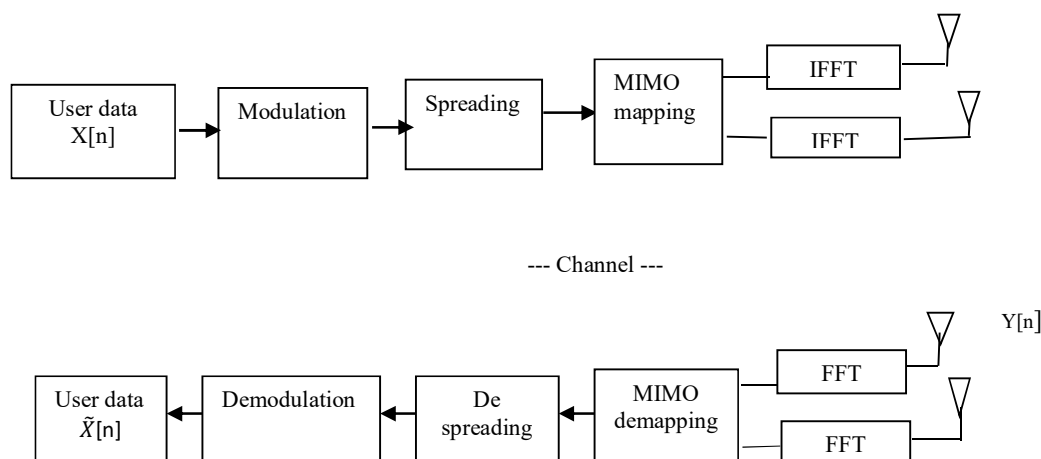 IFFT
User data
X[n]
Modulation
Spreading
MIMO
mapping
IFFT
--- Channel ---
Y[n]
User data
X̃[n]
Demodulation
De
spreading
MIMO
demapping
FFT
FFT